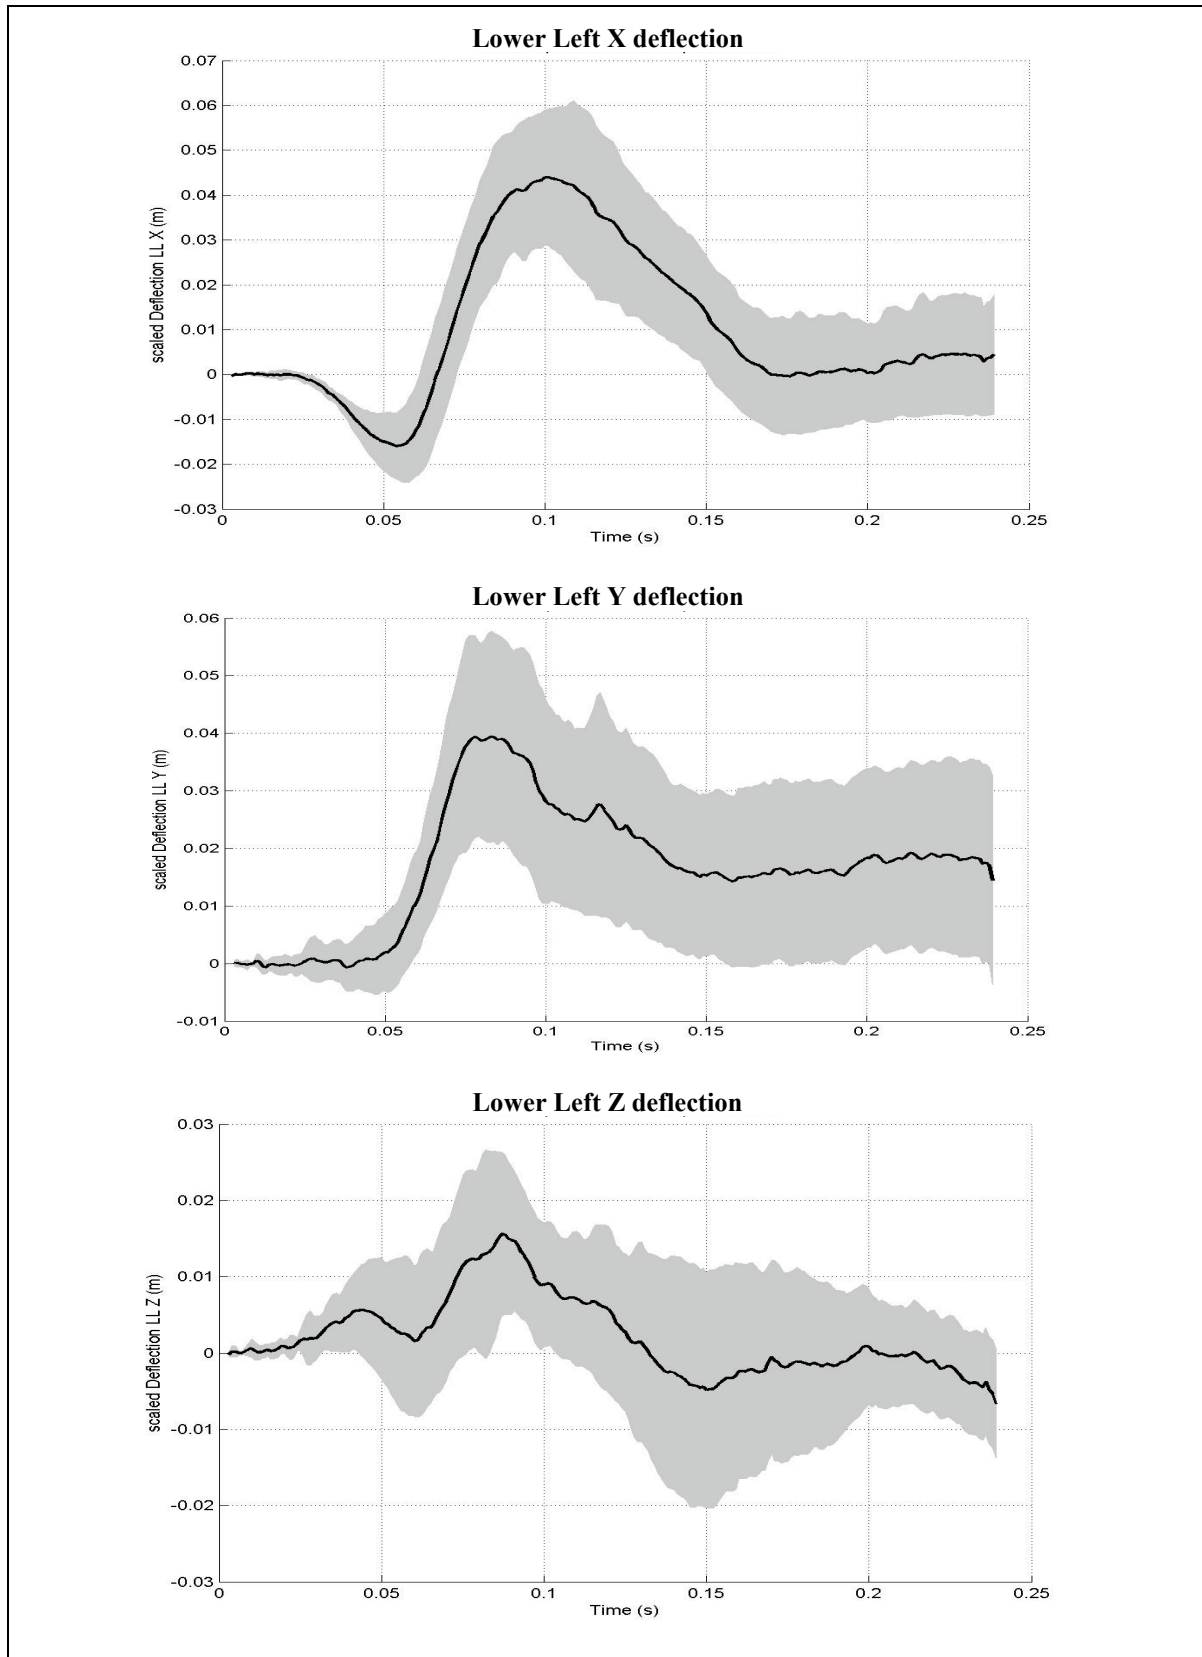 Lower Left X deflection
0.07
0.06
0.05
0.04
0.03
0.02
0.01
0
-0.01
-0.02
-0.03
scaled Deflection LL X (m)
0 0.05 0.1 0.15 0.2 0.25
Time (s)
Lower Left Y deflection
0.06
0.05
0.04
0.03
0.02
0.01
0
-0.01
scaled Deflection LL Y (m)
0 0.05 0.1 0.15 0.2 0.25
Time (s)
Lower Left Z deflection
0.03
0.02
0.01
0
-0.01
-0.02
-0.03
scaled Deflection LL Z (m)
0 0.05 0.1 0.15 0.2 0.25
Time (s)